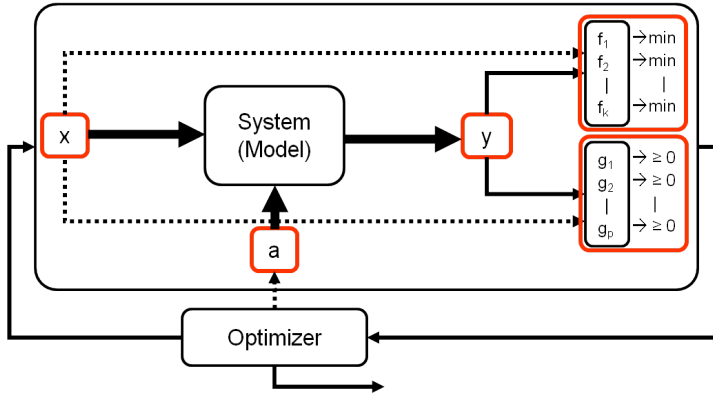 f₁ →min
f₂ →min
| |
fₖ →min
x
System
(Model)
y
g₁ → ≥ 0
g₂ → ≥ 0
| |
gₚ → ≥ 0
a
Optimizer